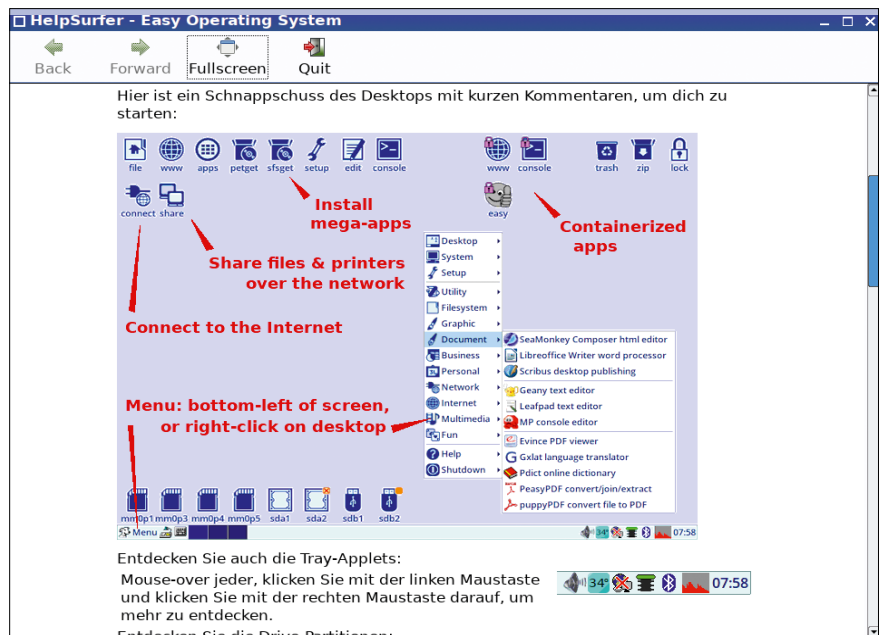 HelpSurfer - Easy Operating System
Back Forward Fullscreen Quit
Hier ist ein Schnappschuss des Desktops mit kurzen Kommentaren, um dich zu
starten:
file www apps petget sfsget setup edit console www console trash zip lock
connect share easy
Install
mega-apps
Containerized
apps
Share files & printers
over the network
Connect to the Internet
Menu: bottom-left of screen,
or right-click on desktop
Desktop
System
Setup
Utility
Filesystem
Graphic
Document
Business
Personal
Network
Internet
Multimedia
Fun
Help
Shutdown
SeaMonkey Composer html editor
Libreoffice Writer word processor
Scribus desktop publishing
Geany text editor
Leafpad text editor
MP console editor
Evince PDF viewer
Gxlat language translator
Pdict online dictionary
PeasyPDF convert/join/extract
puppyPDF convert file to PDF
mm0p1 mm0p3 mm0p4 mm0p5 sda1 sda2 sdb1 sdb2
Menu 34° 07:58
Entdecken Sie auch die Tray-Applets:
Mouse-over jeder, klicken Sie mit der linken Maustaste
und klicken Sie mit der rechten Maustaste darauf, um
mehr zu entdecken.
34° 07:58
Entdecken Sie die Drive-Partitionen: